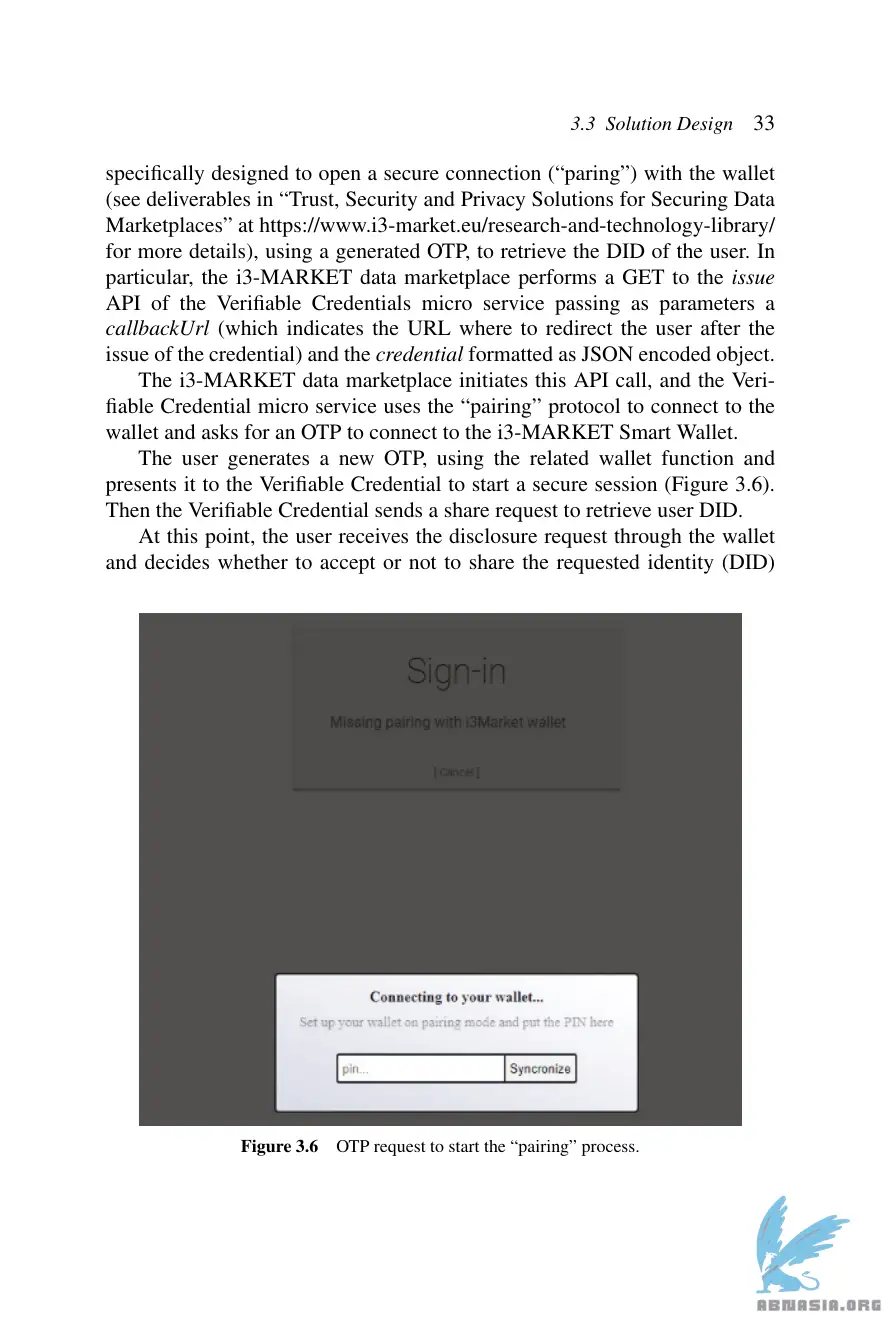 3.3 Solution Design 33
specifically designed to open a secure connection (“paring”) with the wallet
(see deliverables in “Trust, Security and Privacy Solutions for Securing Data
Marketplaces” at https://www.i3-market.eu/research-and-technology-library/
for more details), using a generated OTP, to retrieve the DID of the user. In
particular, the i3-MARKET data marketplace performs a GET to the issue
API of the Verifiable Credentials micro service passing as parameters a
callbackUrl (which indicates the URL where to redirect the user after the
issue of the credential) and the credential formatted as JSON encoded object.
The i3-MARKET data marketplace initiates this API call, and the Veri-
fiable Credential micro service uses the “pairing” protocol to connect to the
wallet and asks for an OTP to connect to the i3-MARKET Smart Wallet.
The user generates a new OTP, using the related wallet function and
presents it to the Verifiable Credential to start a secure session (Figure 3.6).
Then the Verifiable Credential sends a share request to retrieve user DID.
At this point, the user receives the disclosure request through the wallet
and decides whether to accept or not to share the requested identity (DID)
Sign-in
Missing pairing with i3Market wallet
[ Cancel ]
Connecting to your wallet...
Set up your wallet on pairing mode and put the PIN here
pin... Syncronize
Figure 3.6 OTP request to start the “pairing” process.
ABNASIA.ORG